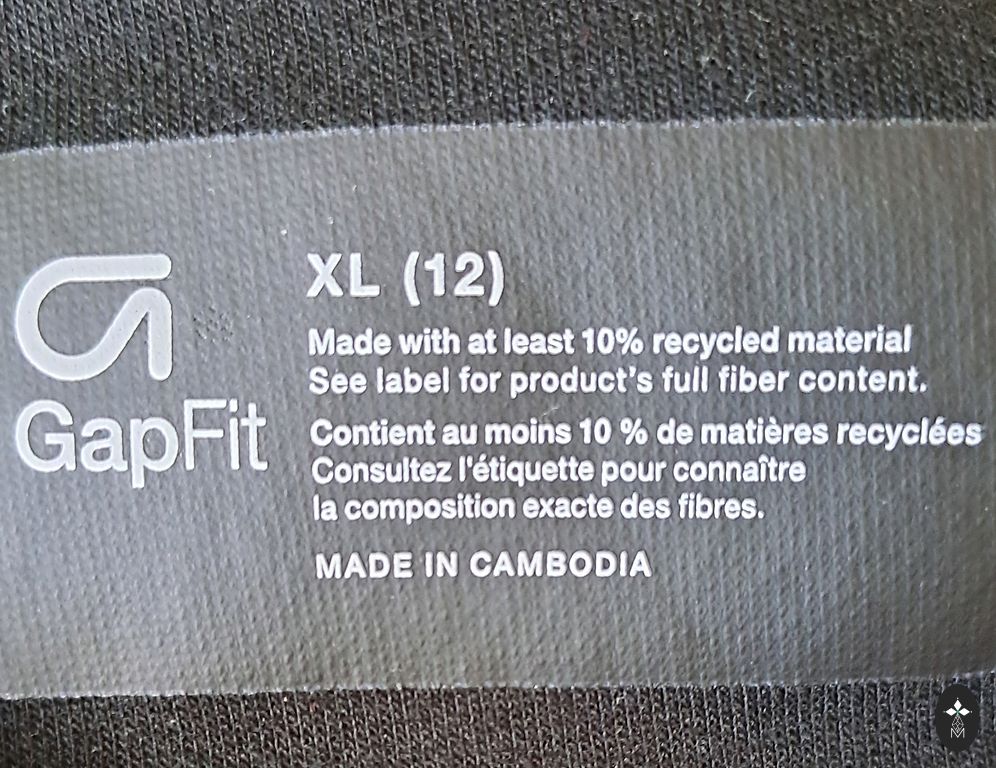 XL (12)
Made with at least 10% recycled material
See label for product's full fiber content.
GapFit
Contient au moins 10 % de matières recyclées
Consultez l'étiquette pour connaître
la composition exacte des fibres.
MADE IN CAMBODIA
M